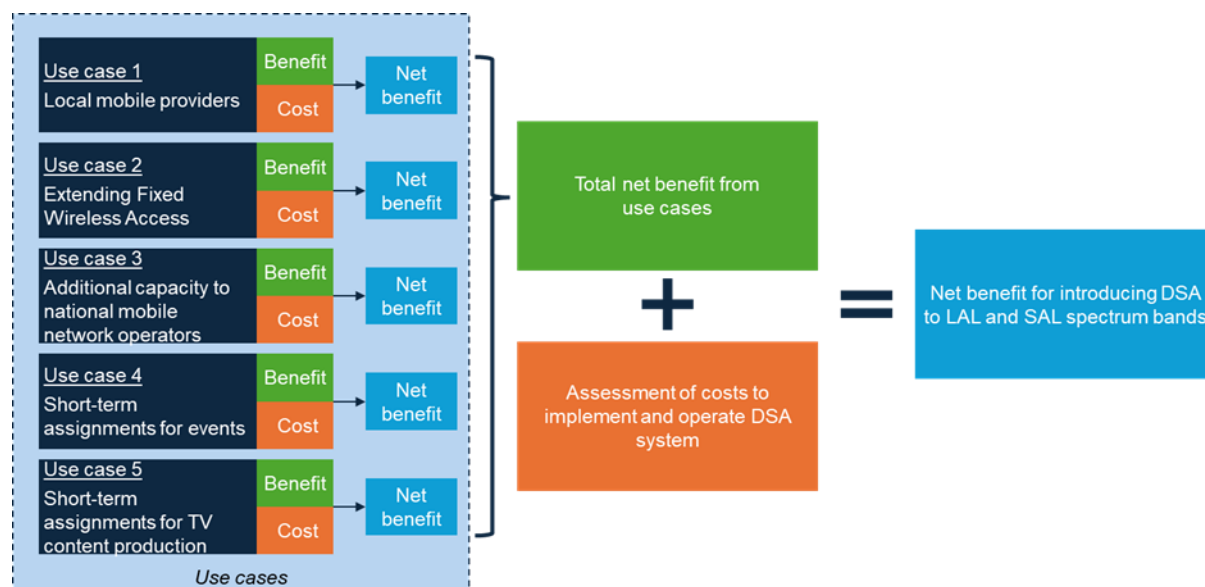 Use case 1
Local mobile providers
Benefit
Cost
Net
benefit
Use case 2
Extending Fixed
Wireless Access
Benefit
Cost
Net
benefit
Use case 3
Additional capacity to
national mobile
network operators
Benefit
Cost
Net
benefit
Use case 4
Short-term
assignments for events
Benefit
Cost
Net
benefit
Use case 5
Short-term
assignments for TV
content production
Benefit
Cost
Net
benefit
Use cases
Total net benefit from
use cases
+
Assessment of costs to
implement and operate DSA
system
=
Net benefit for introducing DSA
to LAL and SAL spectrum bands